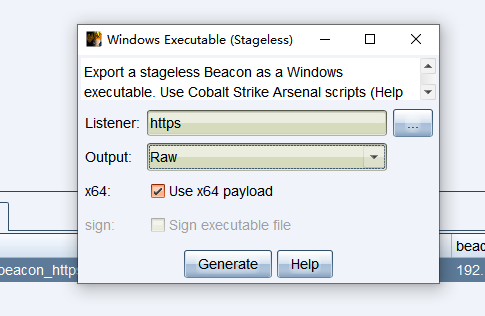 Windows Executable (Stageless)
Export a stageless Beacon as a Windows
executable. Use Cobalt Strike Arsenal scripts (Help
Listener: https ...
Output: Raw
x64: Use x64 payload
sign: Sign executable file
Generate Help
beac
beacon_https 192.